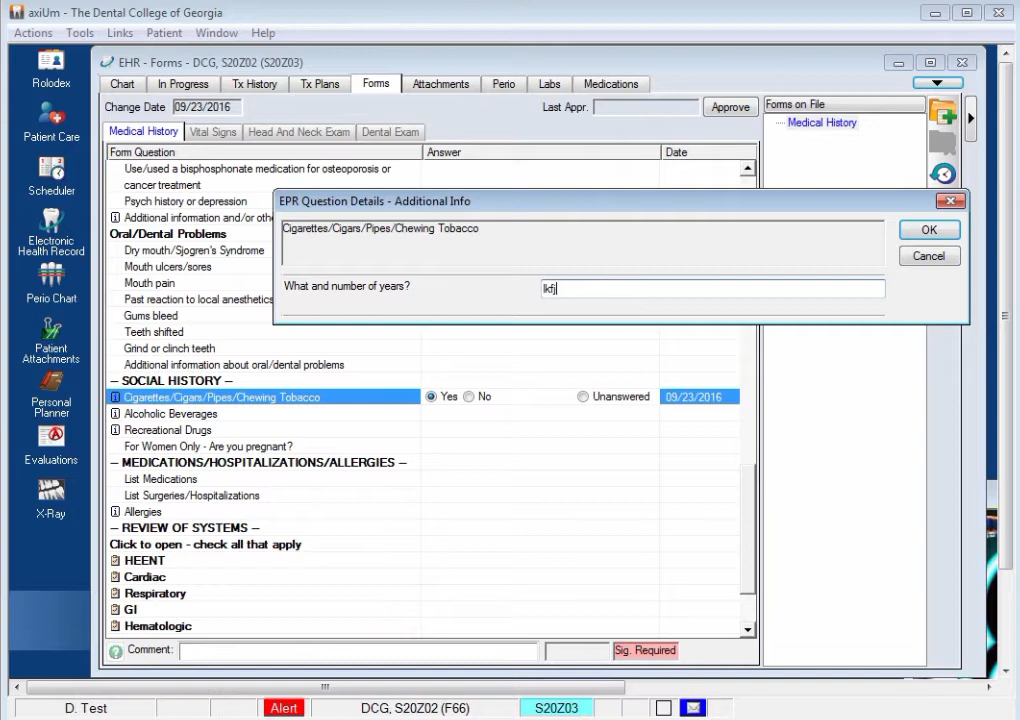 axiUm - The Dental College of Georgia
Actions Tools Links Patient Window Help
Rolodex
Patient Care
Scheduler
Electronic
Health Record
Perio Chart
Patient
Attachments
Personal
Planner
Evaluations
X-Ray
EHR - Forms - DCG, S20Z02 (S20Z03)
Chart In Progress Tx History Tx Plans Forms Attachments Perio Labs Medications
Change Date 09/23/2016 Last Appr. Approve
Forms on File
Medical History
Medical History Vital Signs Head And Neck Exam Dental Exam
Form Question Answer Date
Use/used a bisphosphonate medication for osteoporosis or
cancer treatment
Psych history or depression
Additional information and/or othe
Oral/Dental Problems
Dry mouth/Sjogren's Syndrome
Mouth ulcers/sores
Mouth pain
Past reaction to local anesthetics
Gums bleed
Teeth shifted
Grind or clinch teeth
Additional information about oral/dental problems
– SOCIAL HISTORY –
Cigarettes/Cigars/Pipes/Chewing Tobacco Yes No Unanswered 09/23/2016
Alcoholic Beverages
Recreational Drugs
For Women Only - Are you pregnant?
– MEDICATIONS/HOSPITALIZATIONS/ALLERGIES –
List Medications
List Surgeries/Hospitalizations
Allergies
– REVIEW OF SYSTEMS –
Click to open - check all that apply
HEENT
Cardiac
Respiratory
GI
Hematologic
Comment: Sig. Required
EPR Question Details - Additional Info
Cigarettes/Cigars/Pipes/Chewing Tobacco
OK
Cancel
What and number of years? lkfj
D. Test Alert DCG, S20Z03 (F66) S20Z03